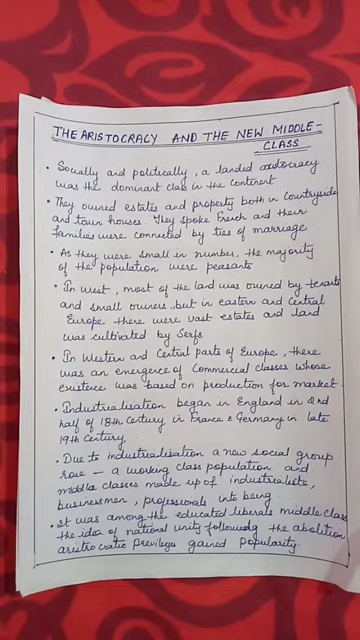 THE ARISTOCRACY AND THE NEW MIDDLE-
CLASS
• Socially and politically, a landed aristocracy
was the dominant class in the continent
• They owned estates and property both in countryside
and town houses. They spoke French and their
families were connected by ties of marriage.
• As they were small in number, the majority
of the population were peasants
• In West, most of the land was owned by tenants
and small owners, but in eastern and Central
Europe there were vast estates and land
was cultivated by Serfs.
• In Western and Central parts of Europe, there
was an emergence of Commercial classes whose
existence was based on production for market.
• Industrialisation began in England in 2nd
half of 18th Century in France & Germany in late
19th Century.
• Due to industrialisation a new social group
rose - a working class population and
middle classes made up of industrialists,
businessmen, professionals into being.
• It was among the educated liberals middle class
the idea of national unity following the abolition
aristrocratic previleges gained popularity.